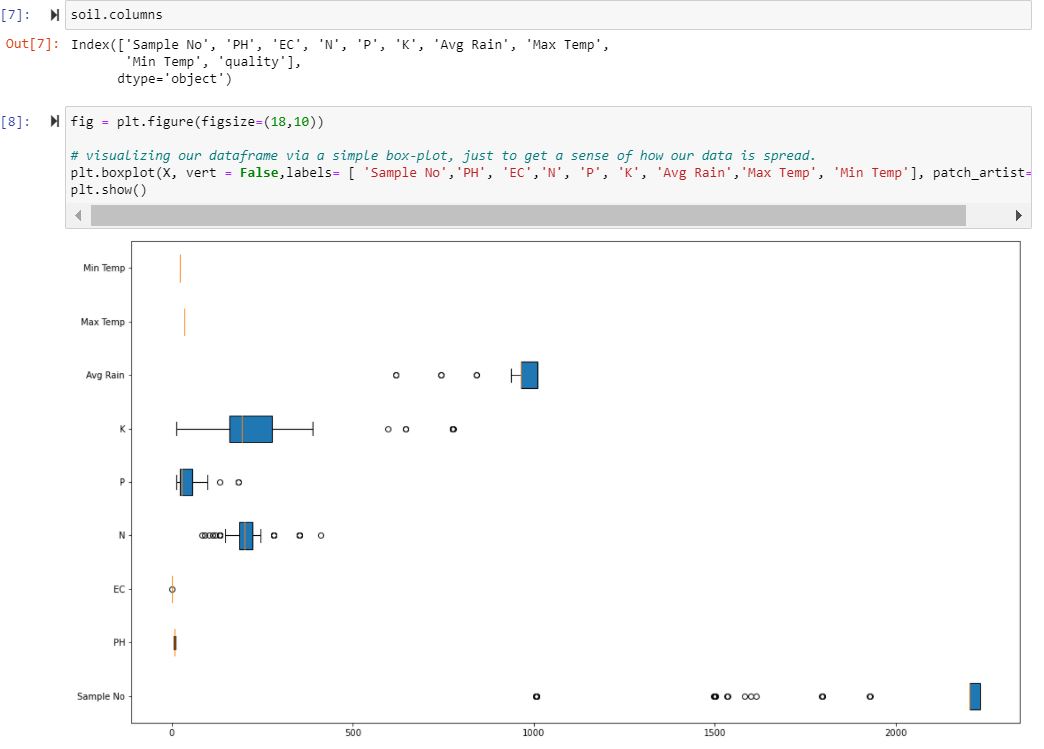 [7]: soil.columns
Out[7]: Index(['Sample No', 'PH', 'EC', 'N', 'P', 'K', 'Avg Rain', 'Max Temp',
'Min Temp', 'quality'],
dtype='object')
[8]: fig = plt.figure(figsize=(18,10))
# visualizing our dataframe via a simple box-plot, just to get a sense of how our data is spread.
plt.boxplot(X, vert = False,labels= [ 'Sample No','PH', 'EC','N', 'P', 'K', 'Avg Rain','Max Temp', 'Min Temp'], patch_artist=
plt.show()
Min Temp
Max Temp
Avg Rain
K
P
N
EC
PH
Sample No
0 500 1000 1500 2000